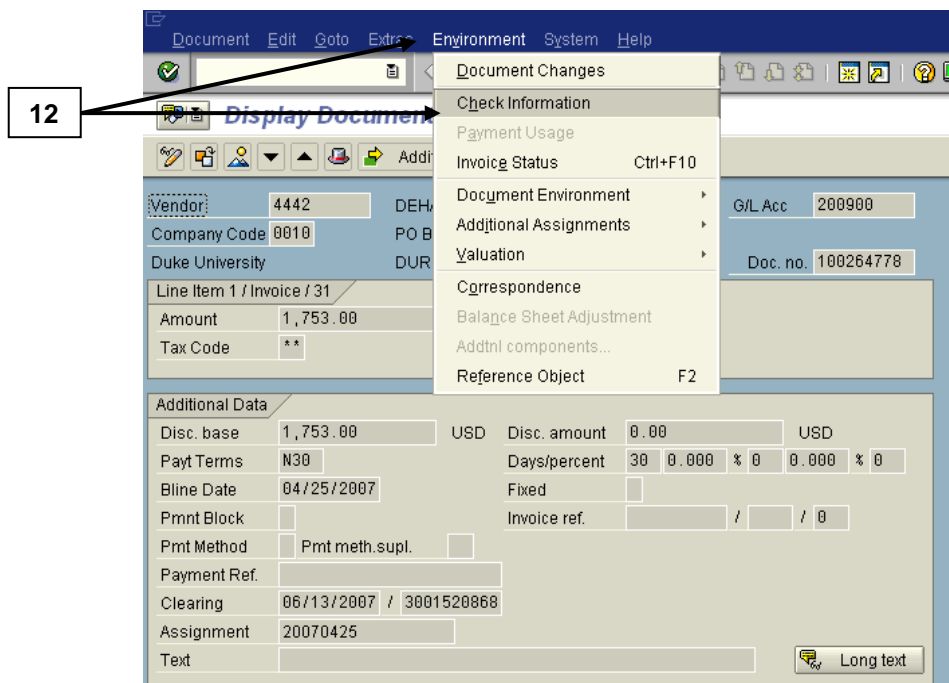 Document Edit Goto Extras Environment System Help
Document Changes
12
Check Information
Display Document
Payment Usage
Invoice Status Ctrl+F10
Addi
Document Environment
Vendor 4442 DEH G/L Acc 200900
Additional Assignments
Company Code 0010 PO B
Valuation
Duke University DUR Doc. no. 100264778
Line Item 1 / Invoice / 31
Correspondence
Amount 1,753.00
Balance Sheet Adjustment
Tax Code **
Addtnl components...
Reference Object F2
Additional Data
Disc. base 1,753.00 USD Disc. amount 0.00 USD
Payt Terms N30 Days/percent 30 0.000 % 0 0.000 % 0
Bline Date 04/25/2007 Fixed
Pmnt Block Invoice ref. / / 0
Pmt Method Pmt meth.supl.
Payment Ref.
Clearing 06/13/2007 / 3001520868
Assignment 20070425
Text Long text